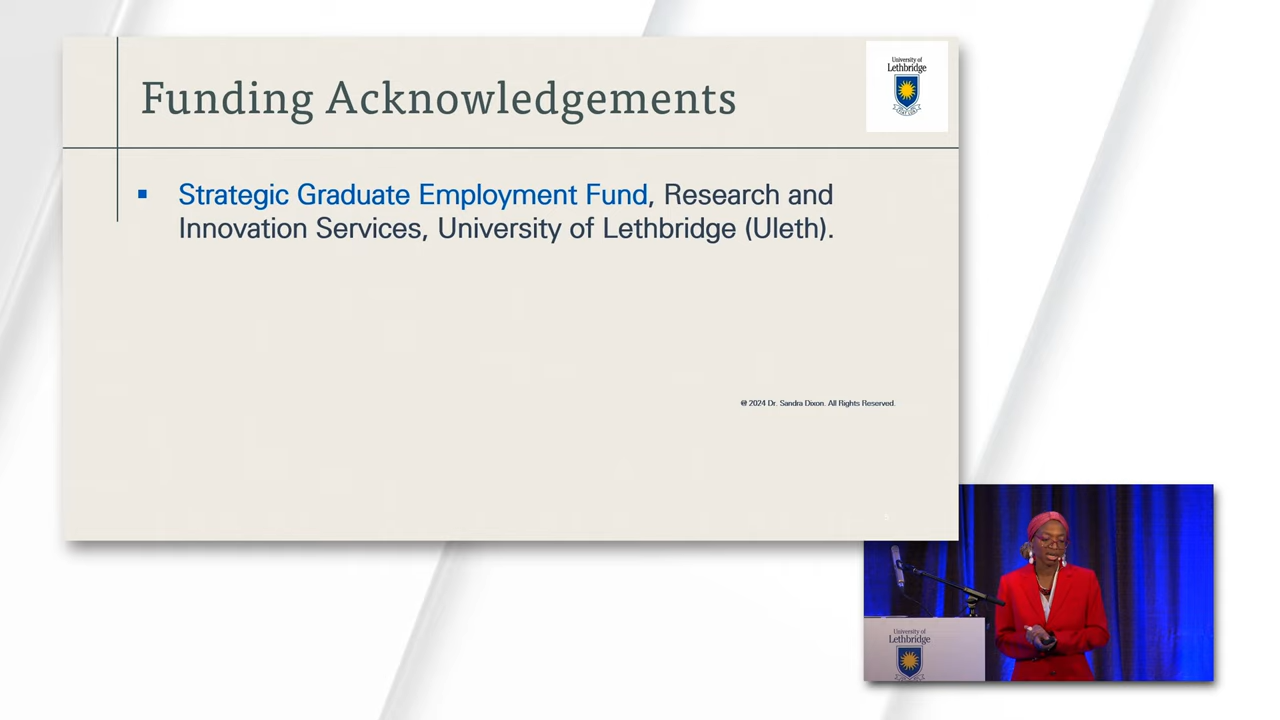 Funding Acknowledgements
University of
Lethbridge
▪ Strategic Graduate Employment Fund, Research and
Innovation Services, University of Lethbridge (Uleth).
@ 2024 Dr. Sandra Dixon. All Rights Reserved.
University of
Lethbridge